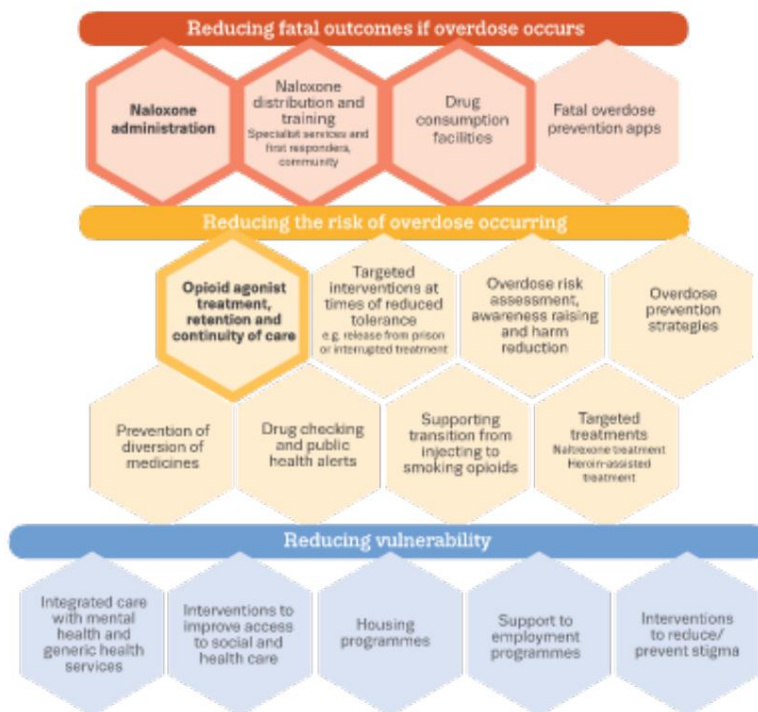 Reducing fatal outcomes if overdose occurs
Naloxone
administration
Naloxone
distribution and
training
Specialist services and
first responders,
community
Drug
consumption
facilities
Fatal overdose
prevention apps
Reducing the risk of overdose occurring
Opioid agonist
treatment,
retention and
continuity of care
Targeted
interventions at
times of reduced
tolerance
e.g. release from prison
or interrupted treatment
Overdose risk
assessment,
awareness raising
and harm
reduction
Overdose
prevention
strategies
Prevention of
diversion of
medicines
Drug checking
and public
health alerts
Supporting
transition from
injecting to
smoking opioids
Targeted
treatments
Naltrexone treatment
Heroin-assisted
treatment
Reducing vulnerability
Integrated care
with mental
health and
generic health
services
Interventions to
improve access
to social and
health care
Housing
programmes
Support to
employment
programmes
Interventions
to reduce/
prevent stigma